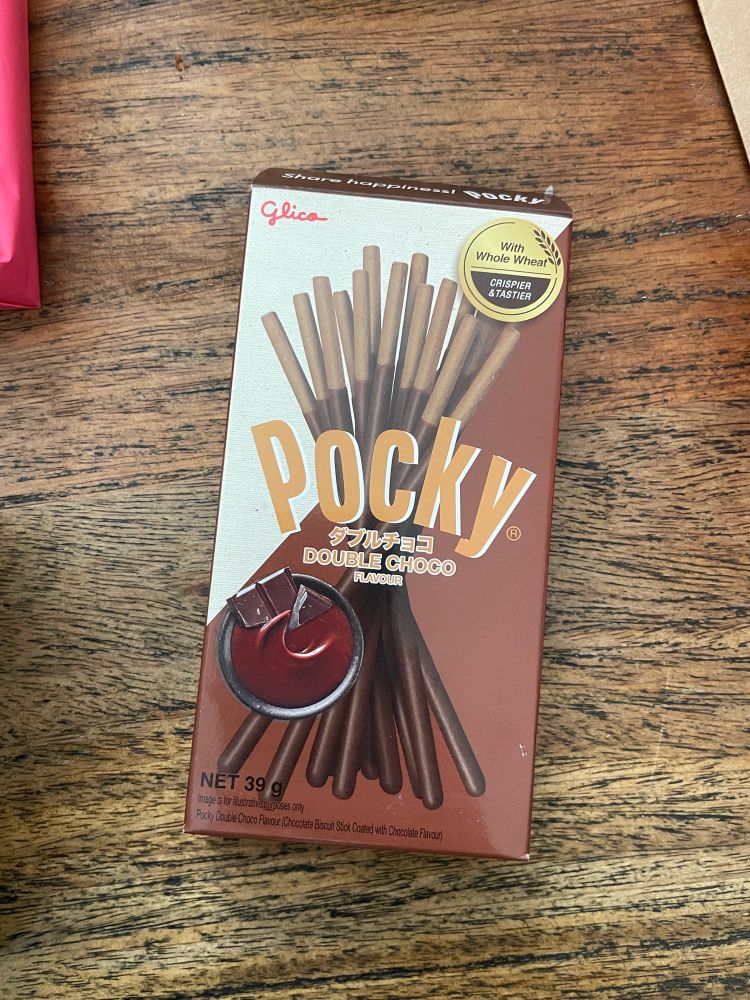 Share happiness! Pocky
Glico
With
Whole Wheat
CRISPIER
& TASTIER
Pocky®
ダブルチョコ
DOUBLE CHOCO
FLAVOUR
NET 39 g
Image is for illustrative purposes only
Pocky Double Choco Flavour (Chocolate Biscuit Stick Coated with Chocolate Flavour)